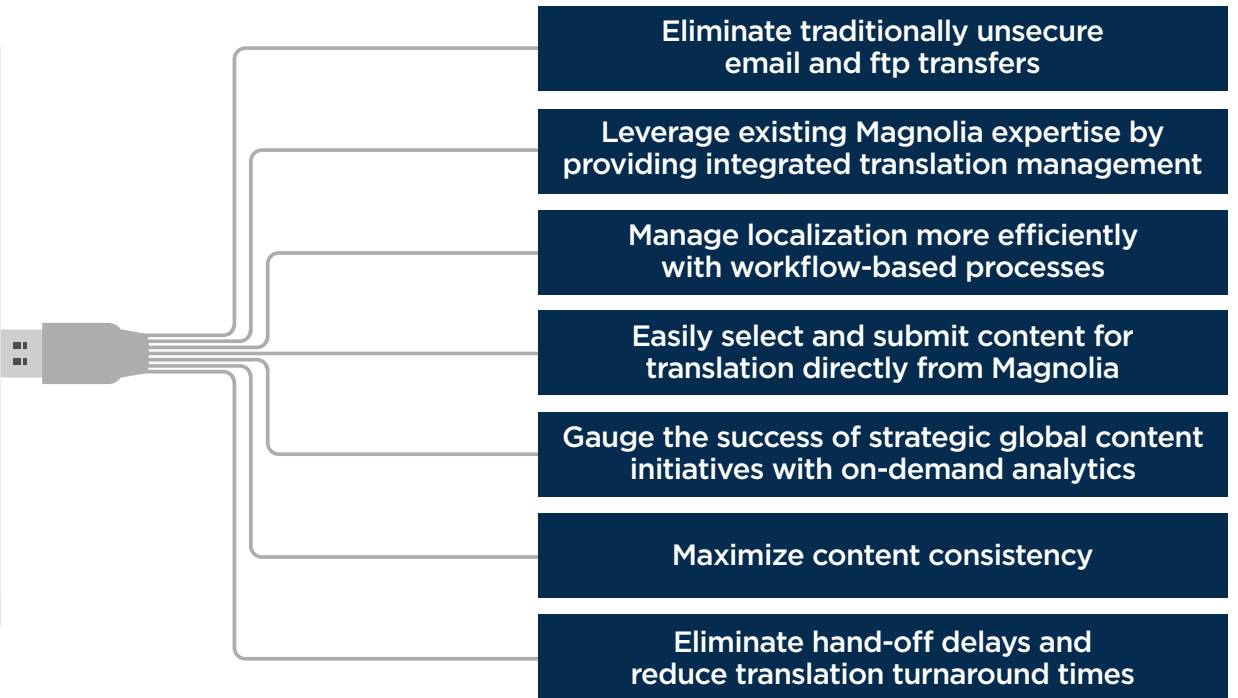 Eliminate traditionally unsecure
email and ftp transfers
Leverage existing Magnolia expertise by
providing integrated translation management
Manage localization more efficiently
with workflow-based processes
Easily select and submit content for
translation directly from Magnolia
Gauge the success of strategic global content
initiatives with on-demand analytics
Maximize content consistency
Eliminate hand-off delays and
reduce translation turnaround times